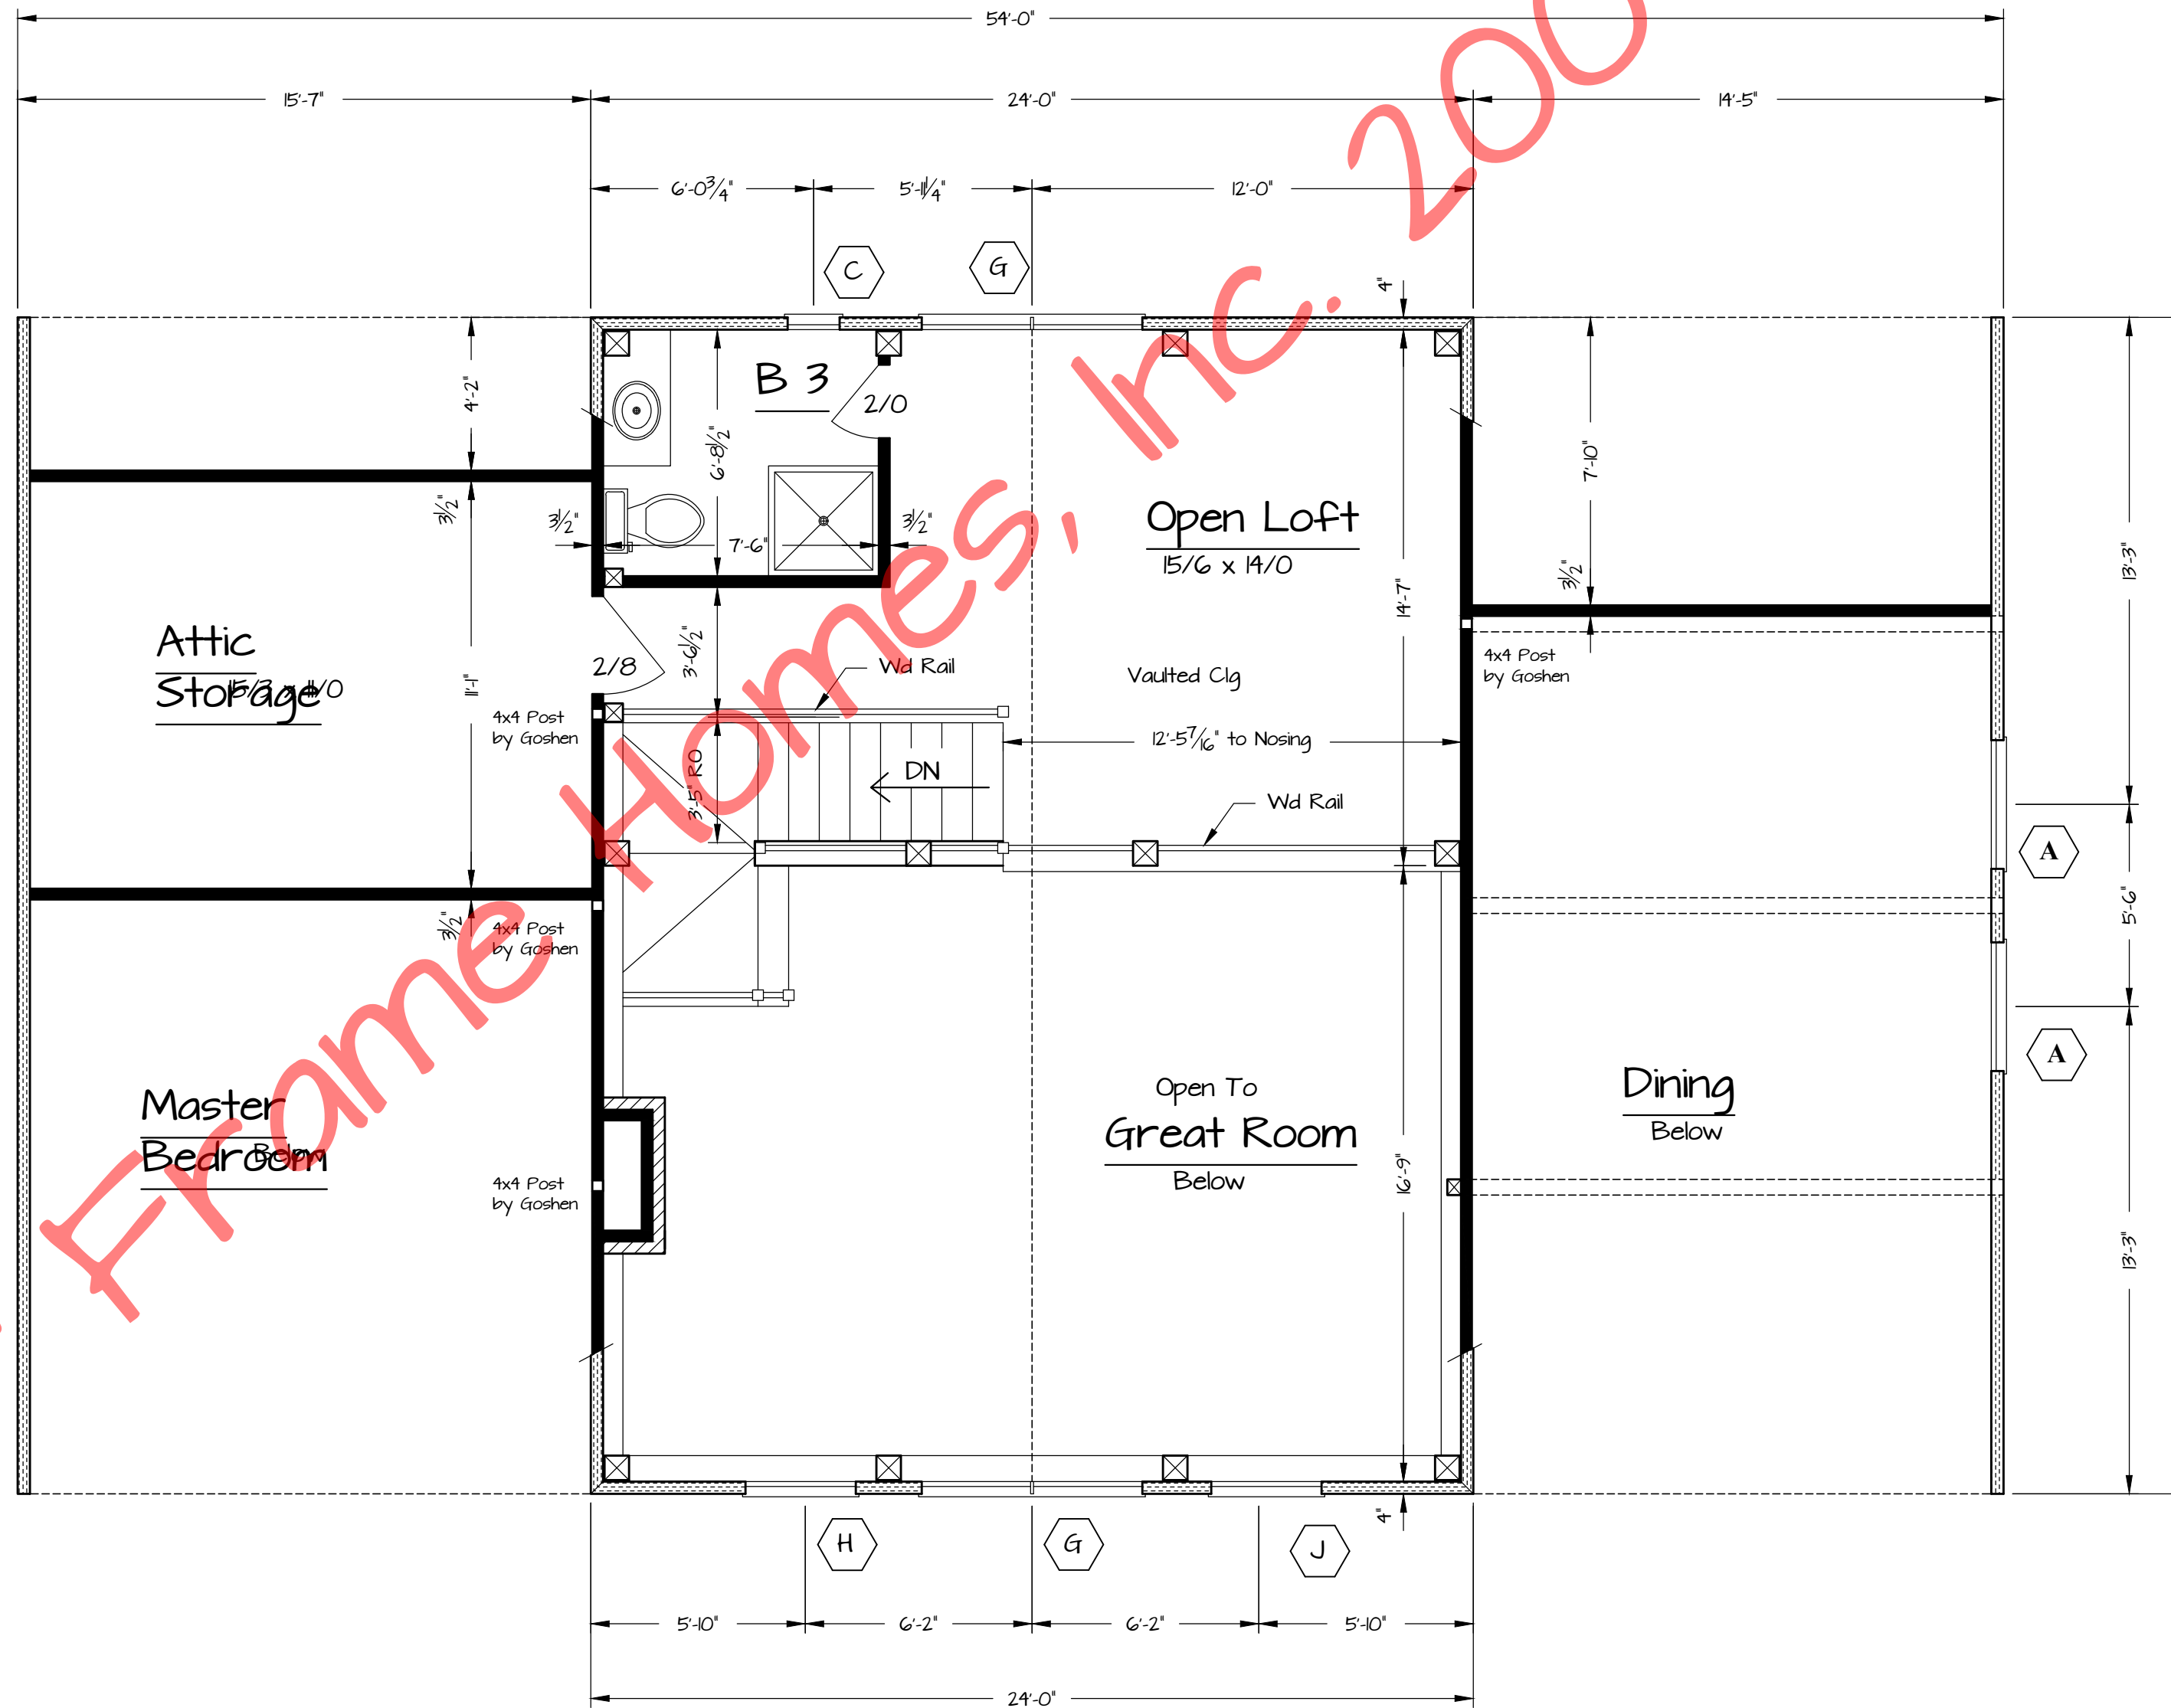 54'-0"
15'-7"
24'-0"
14'-5"
6'-0 3/4"
5'-11 1/4"
12'-0"
C
G
4"
4'-2"
B 3
2/0
6'-8 1/2"
7'-10"
3 1/2"
3 1/2"
3 1/2"
7'-6"
Open Loft
15/6 x 14/0
13'-3"
3 1/2"
14'-7"
Attic
Storage
11'-1"
2/8
3'-6 1/2"
Wd Rail
Vaulted Clg
4x4 Post
by Goshen
4x4 Post
by Goshen
12'-5 7/16" to Nosing
3'-5" RO
DN
Wd Rail
A
5'-6"
3 1/2"
4x4 Post
by Goshen
A
Master
Bedroom
Below
Open To
Great Room
Below
Dining
Below
16'-9"
4x4 Post
by Goshen
13'-3"
4"
H
G
J
5'-10"
6'-2"
6'-2"
5'-10"
24'-0"
Frame Homes, Inc.